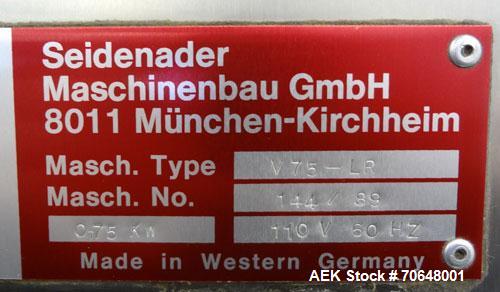 Seidenader
Maschinenbau GmbH
8011 München-Kirchheim
Masch. Type V75-LR
Masch. No. 144/89
0-75 KW 110 V 60 HZ
Made in Western Germany
AEK Stock # 70648001